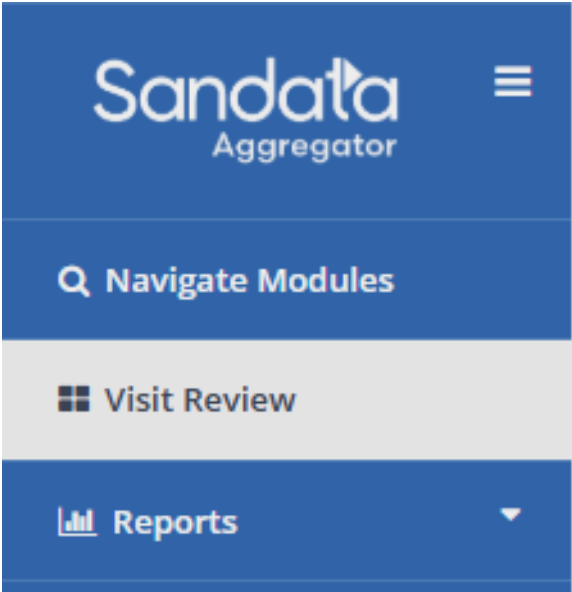 Sandata
Aggregator
Navigate Modules
Visit Review
Reports